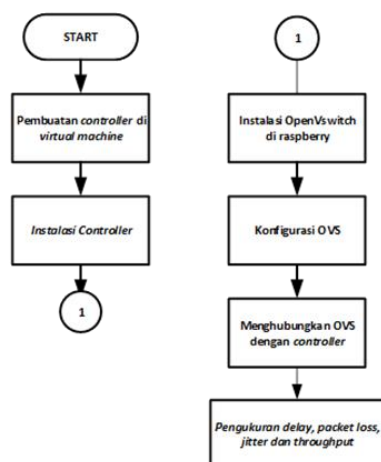 START
Pembuatan controller di
virtual machine
Instalasi Controller
1
1
Instalasi OpenVswitch
di raspberry
Konfigurasi OVS
Menghubungkan OVS
dengan controller
Pengukuran delay, packet loss,
jitter dan throughput